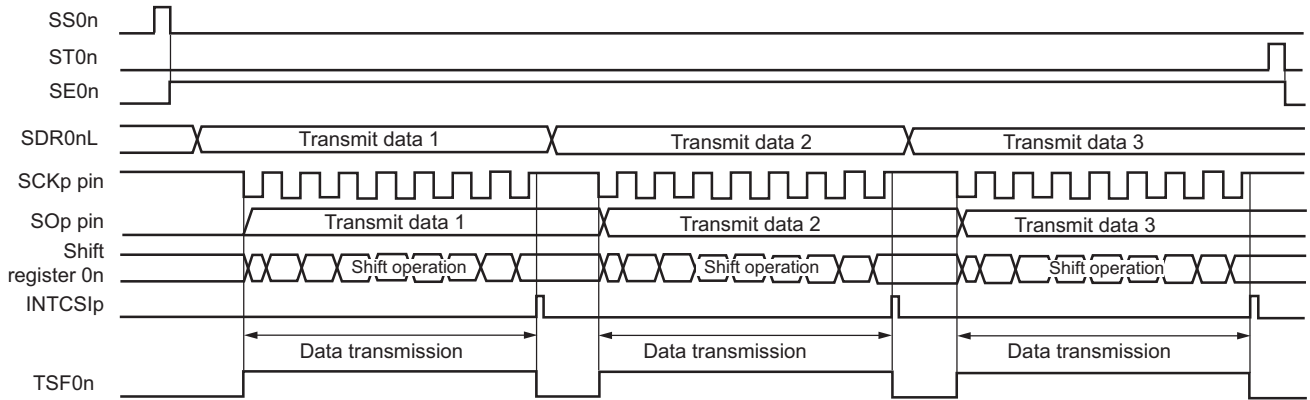 SS0n
ST0n
SE0n
SDR0nL Transmit data 1 Transmit data 2 Transmit data 3
SCKp pin
SOp pin Transmit data 1 Transmit data 2 Transmit data 3
Shift
register 0n Shift operation Shift operation Shift operation
INTCSIp
Data transmission Data transmission Data transmission
TSF0n